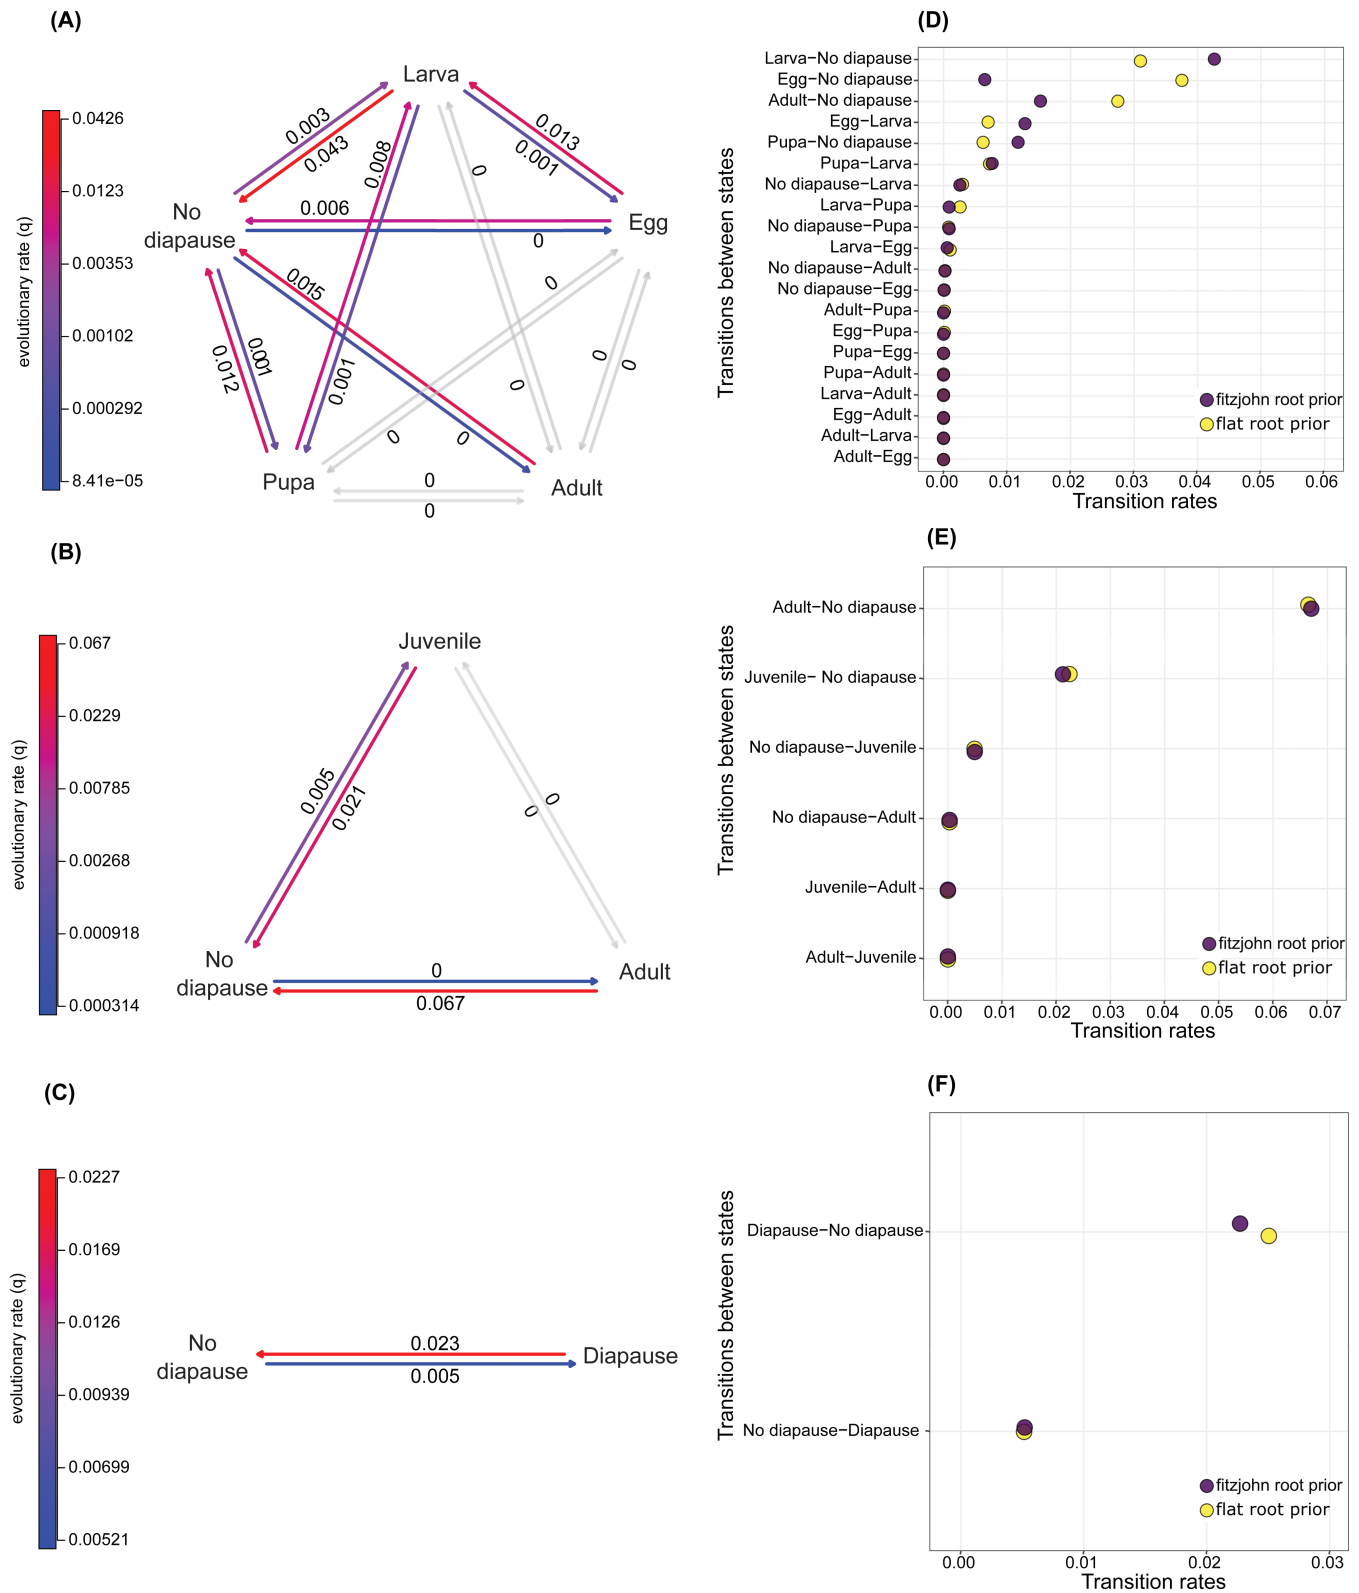 (A)
Larva
No
diapause
Egg
Pupa
Adult
0.003
0.043
0.013
0.001
0.008
0
0.006
0
0.015
0
0.001
0.012
0.001
0
0
0
0
0
0
0
evolutionary rate (q)
0.0426
0.0123
0.00353
0.00102
0.000292
8.41e−05
(D)
Transitions between states
Larva−No diapause
Egg−No diapause
Adult−No diapause
Egg−Larva
Pupa−No diapause
Pupa−Larva
No diapause−Larva
Larva−Pupa
No diapause−Pupa
Larva−Egg
No diapause−Adult
No diapause−Egg
Adult−Pupa
Egg−Pupa
Pupa−Egg
Pupa−Adult
Larva−Adult
Egg−Adult
Adult−Larva
Adult−Egg
fitzjohn root prior
flat root prior
0.00 0.01 0.02 0.03 0.04 0.05 0.06
Transition rates
(B)
evolutionary rate (q)
0.067
0.0229
0.00785
0.00268
0.000918
0.000314
Juvenile
0.005
0.021
0
0
No
diapause
Adult
0
0.067
(E)
Transitions between states
Adult−No diapause
Juvenile− No diapause
No diapause−Juvenile
No diapause−Adult
Juvenile−Adult
Adult−Juvenile
fitzjohn root prior
flat root prior
0.00 0.01 0.02 0.03 0.04 0.05 0.06 0.07
Transition rates
(C)
evolutionary rate (q)
0.0227
0.0169
0.0126
0.00939
0.00699
0.00521
No
diapause
0.023
0.005
Diapause
(F)
Transitions between states
Diapause−No diapause
No diapause−Diapause
fitzjohn root prior
flat root prior
0.00 0.01 0.02 0.03
Transition rates